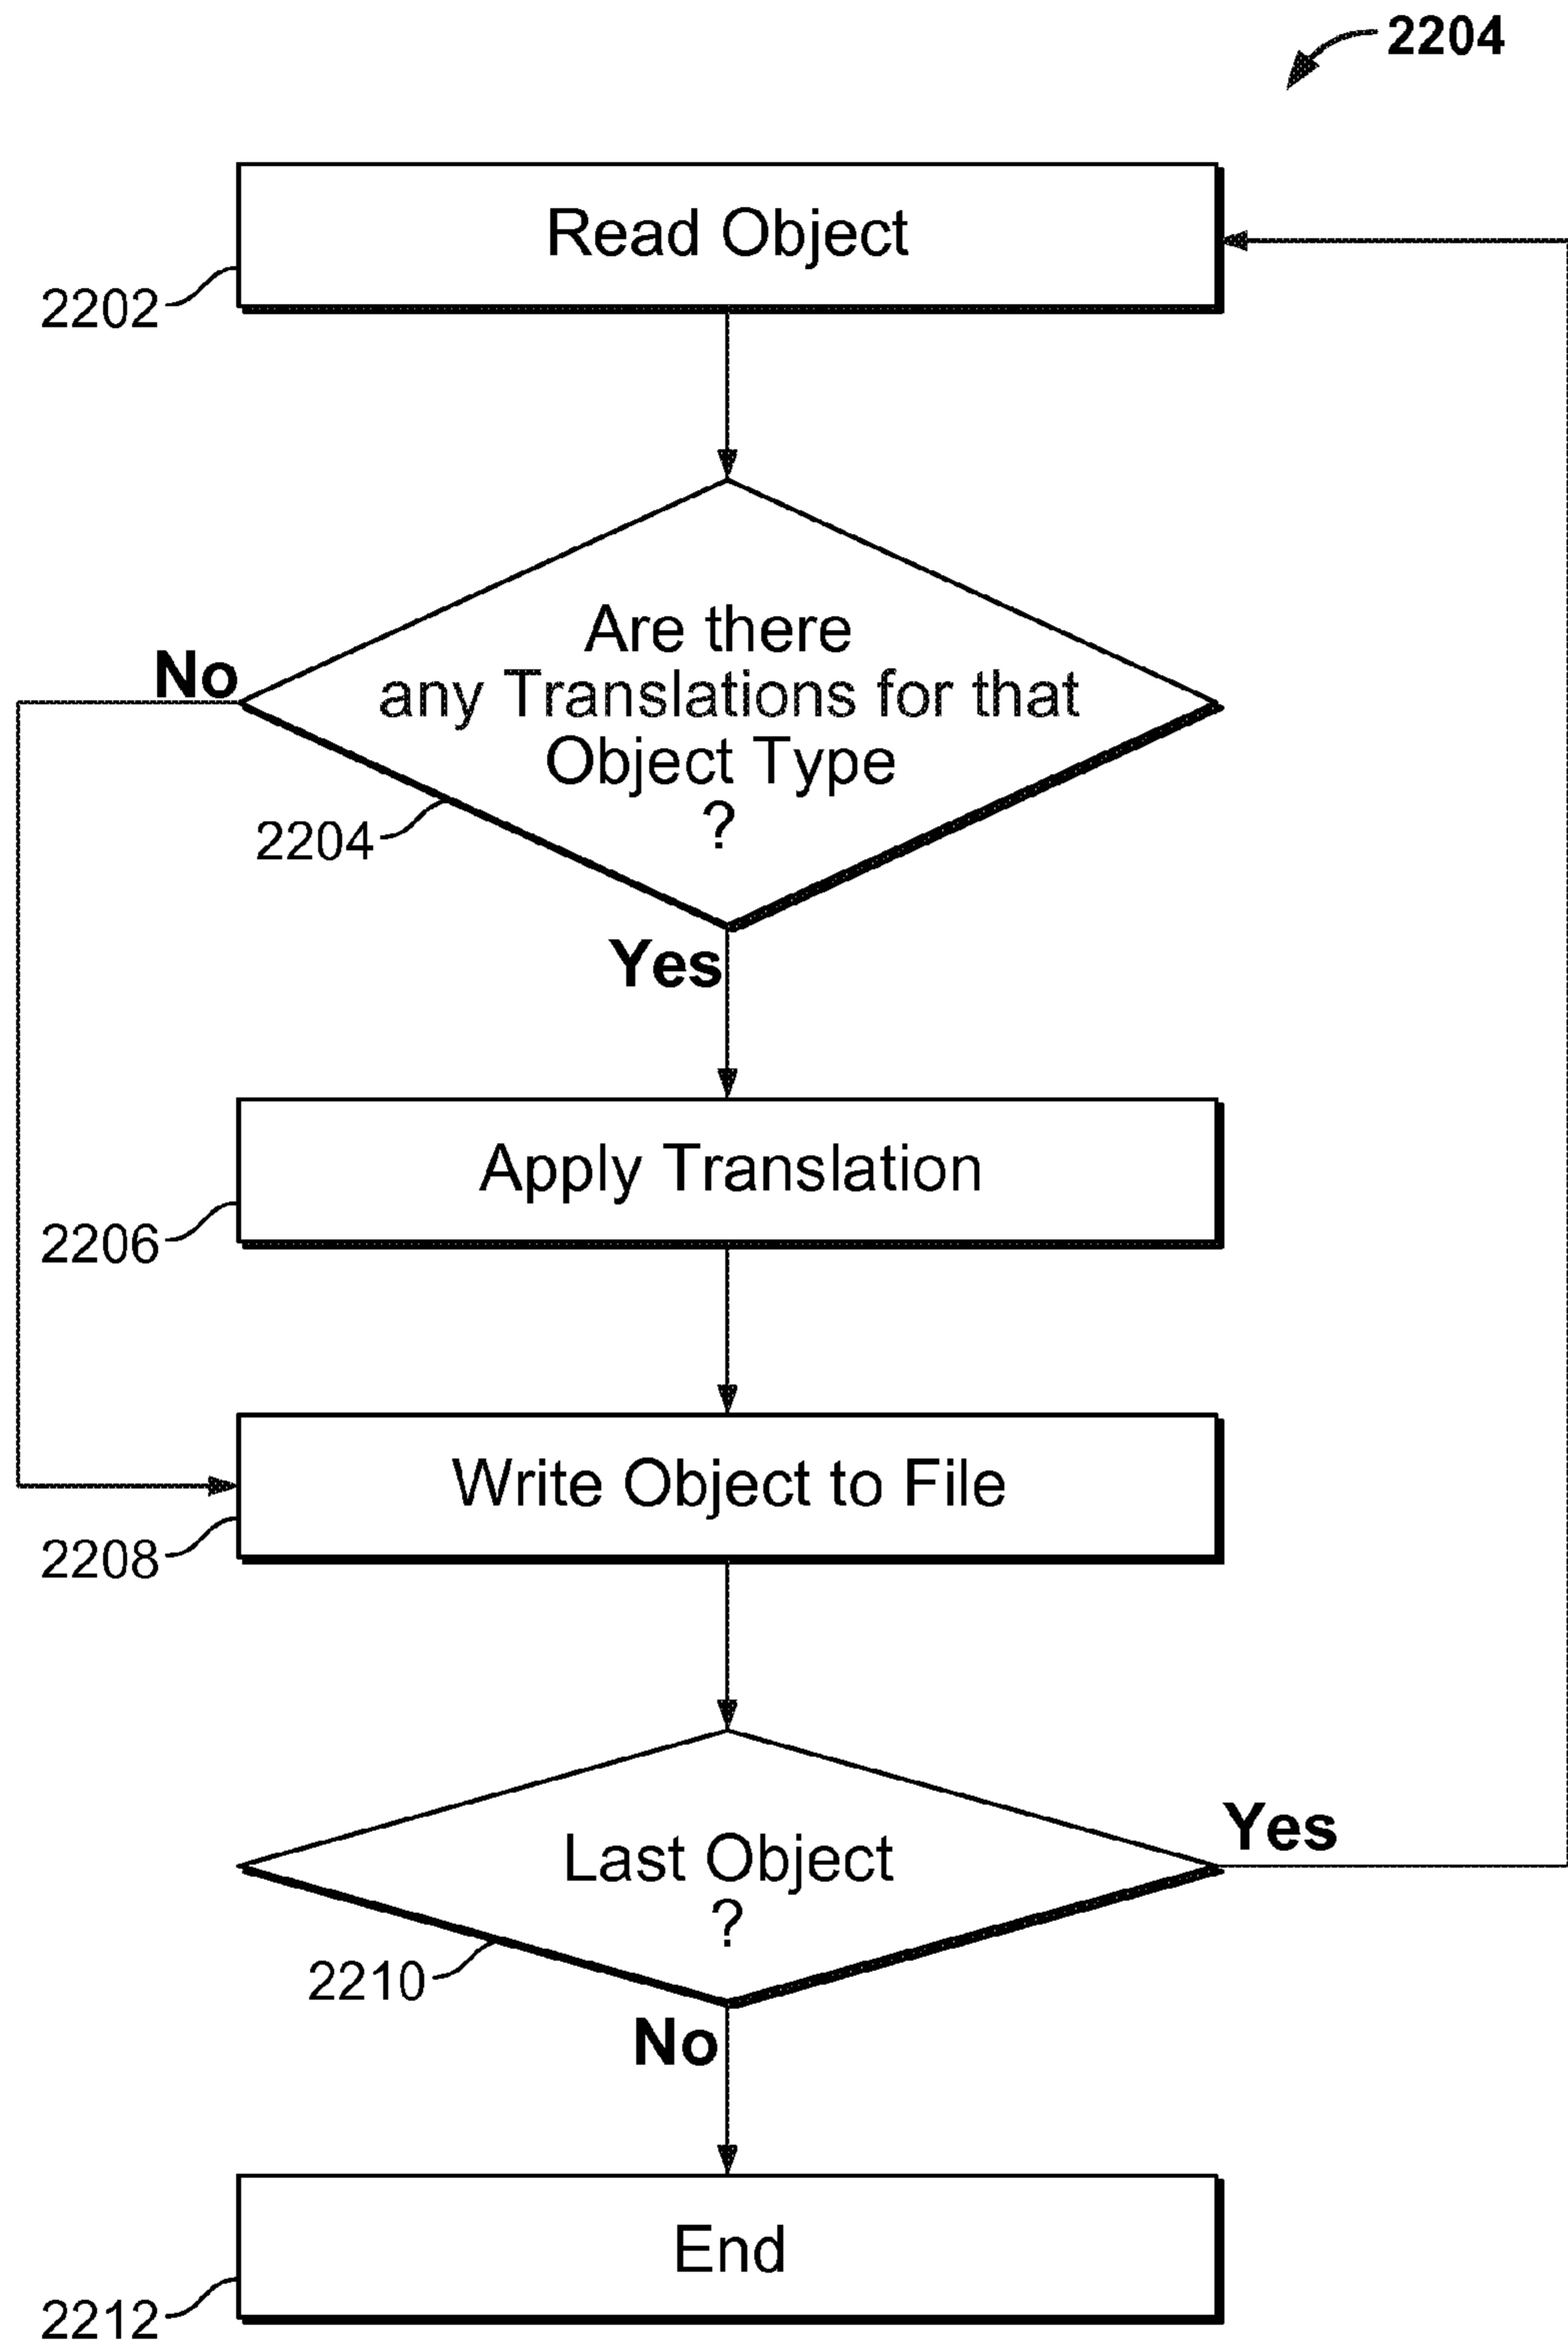 2204
Read Object
2202
Are there
No
any Translations for that
Object Type
?
2204
Yes
Apply Translation
2206
Write Object to File
2208
Yes
Last Object
?
2210
No
End
2212